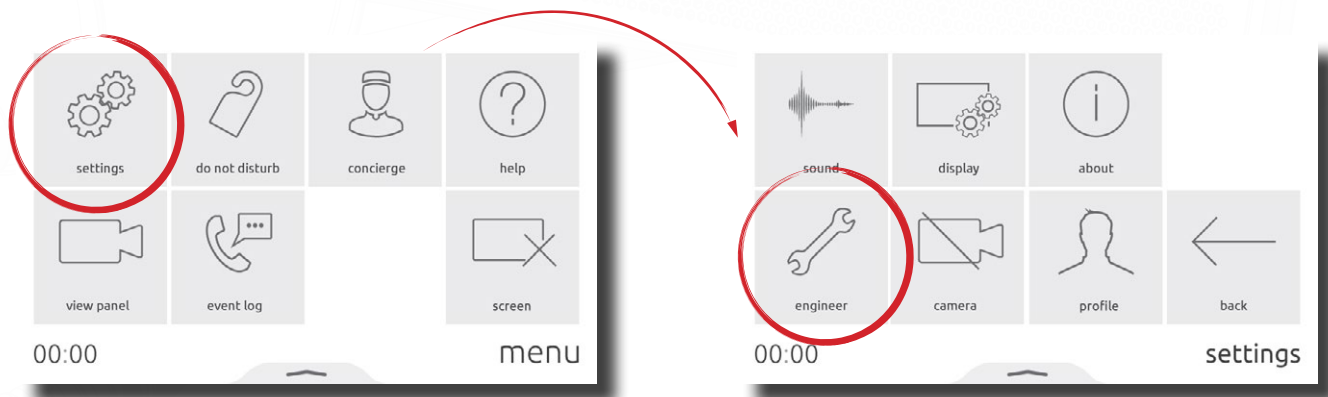 settings
do not disturb
concierge
help
view panel
event log
screen
00:00
menu
sound
display
about
engineer
camera
profile
back
00:00
settings